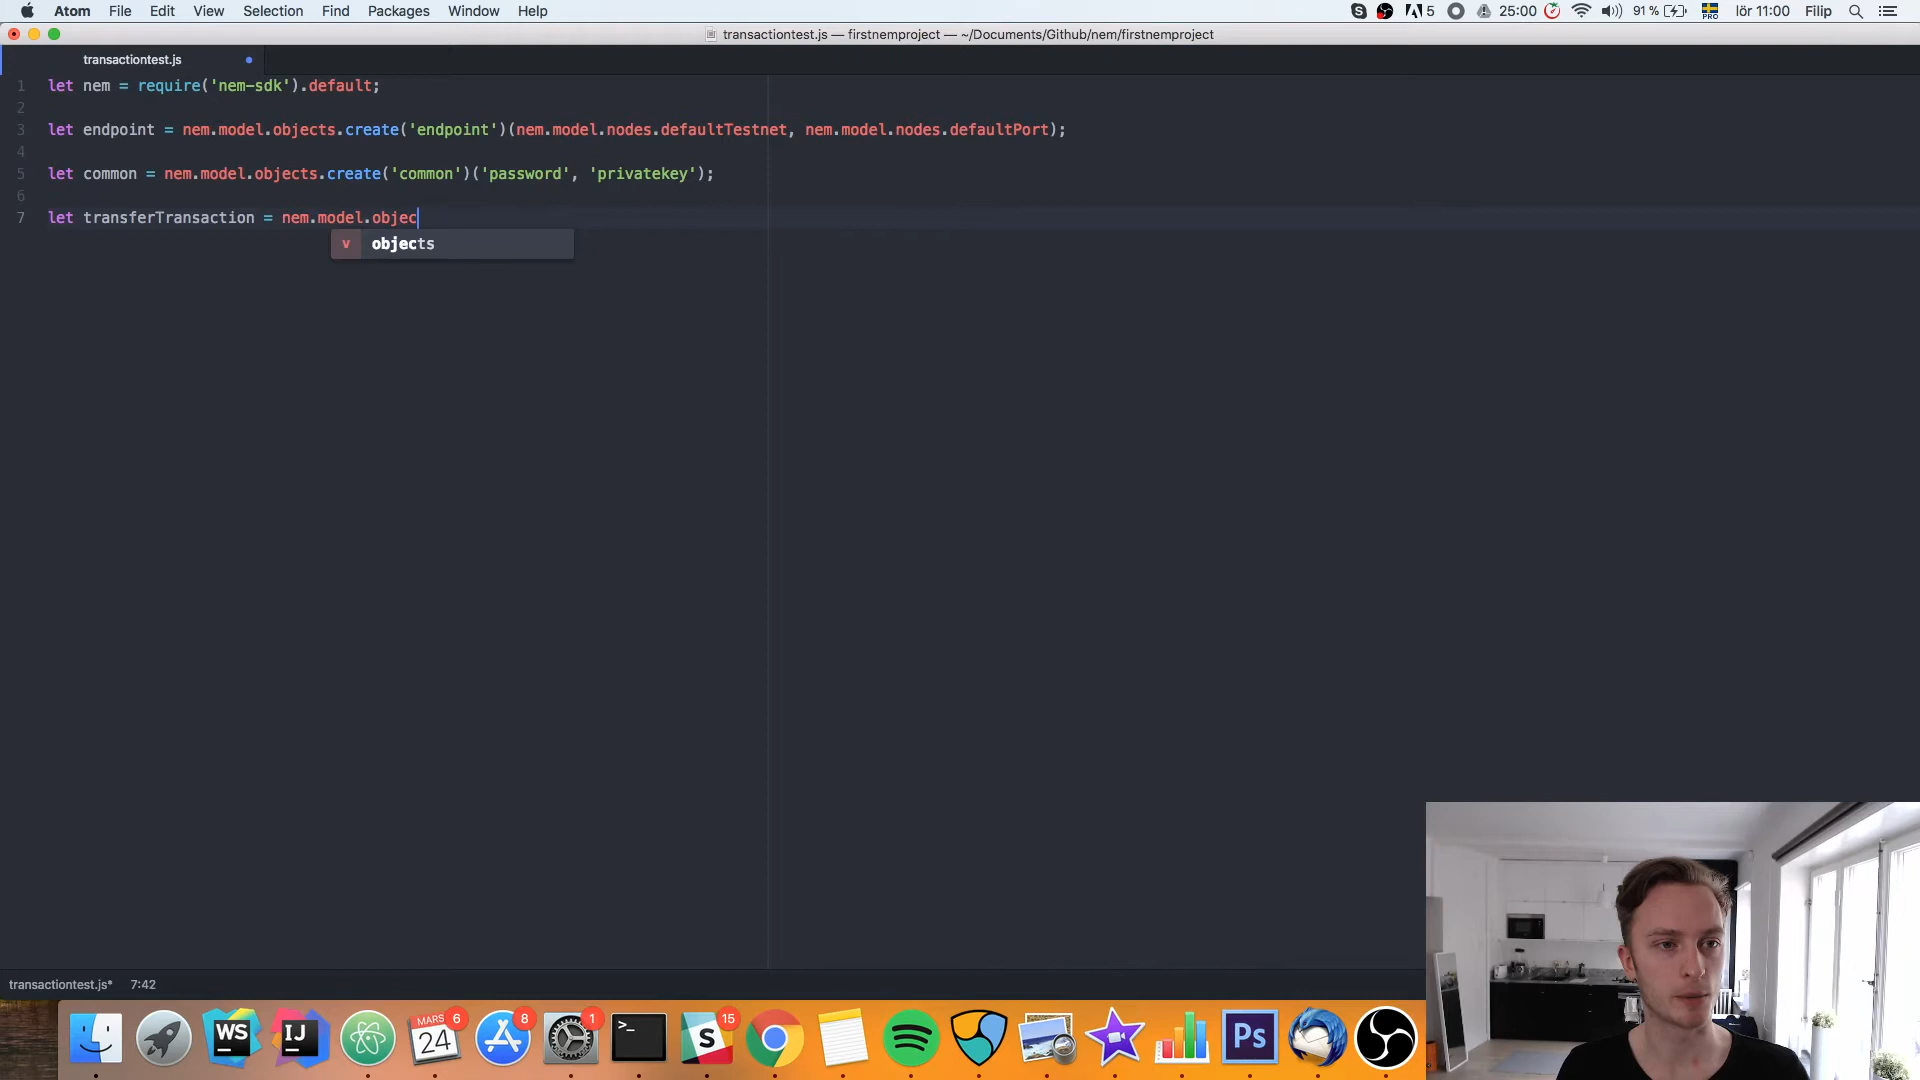 Atom File Edit View Selection Find Packages Window Help
5 25:00 91 % PRO lör 11:00 Filip
transactiontest.js — firstnemproject — ~/Documents/Github/nem/firstnemproject
transactiontest.js
1 let nem = require('nem-sdk').default;
2
3 let endpoint = nem.model.objects.create('endpoint')(nem.model.nodes.defaultTestnet, nem.model.nodes.defaultPort);
4
5 let common = nem.model.objects.create('common')('password', 'privatekey');
6
7 let transferTransaction = nem.model.objec
v objects
transactiontest.js* 7:42
WS IJ MARS 24 6 8 1 >_ S 15 Ps